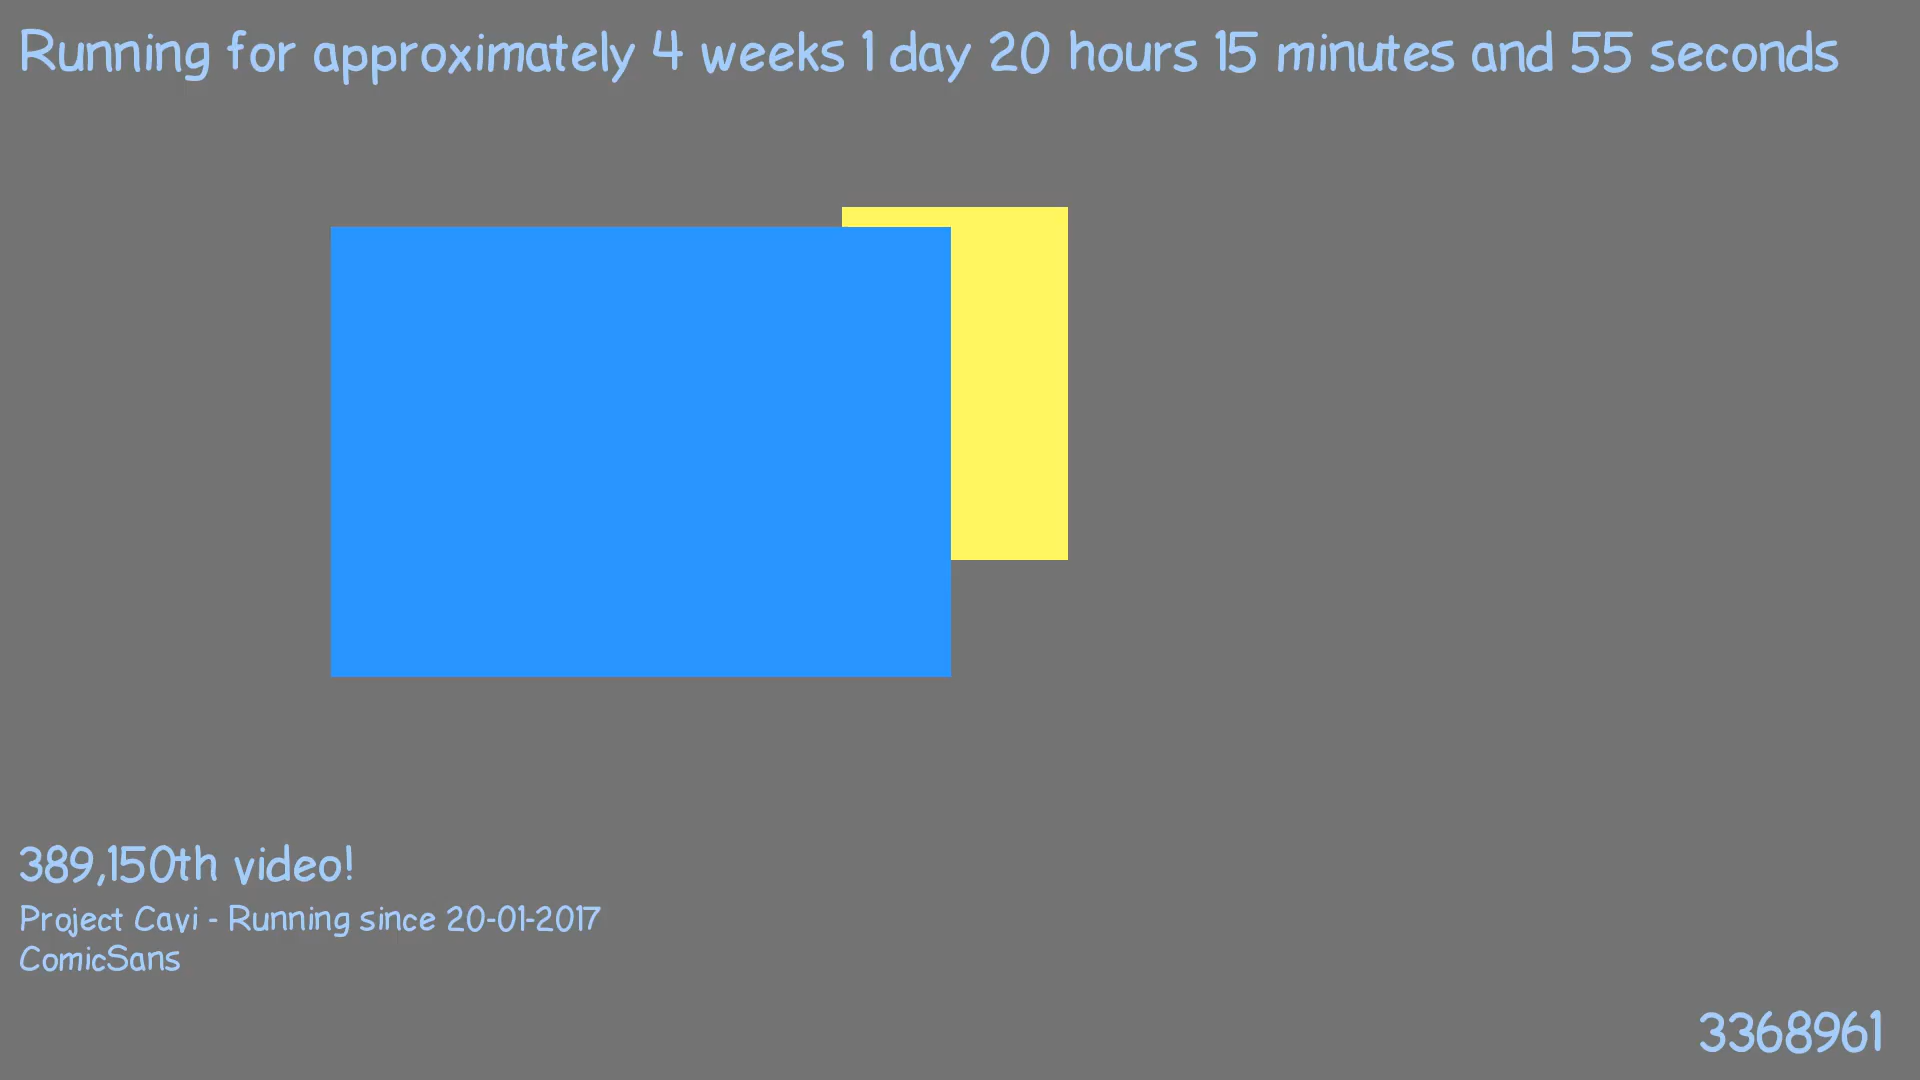 Running for approximately 4 weeks 1 day 20 hours 15 minutes and 55 seconds
389,150th video!
Project Cavi - Running since 20-01-2017
ComicSans
3368961